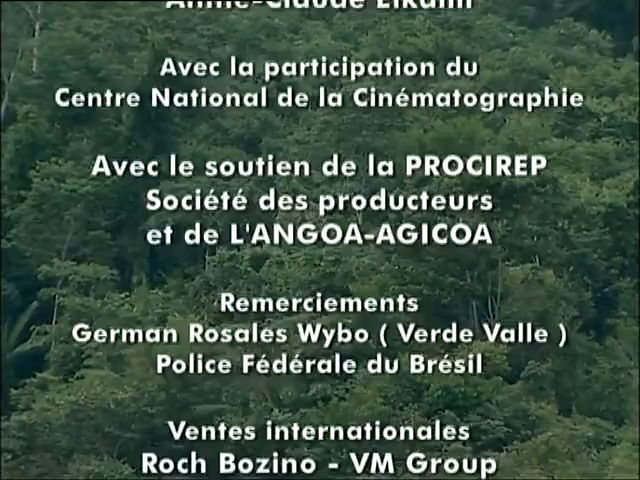 Avec la participation du
Centre National de la Cinématographie
Avec le soutien de la PROCIREP
Société des producteurs
et de L'ANGOA-AGICOA
Remerciements
German Rosales Wybo ( Verde Valle )
Police Fédérale du Brésil
Ventes internationales
Roch Bozino - VM Group